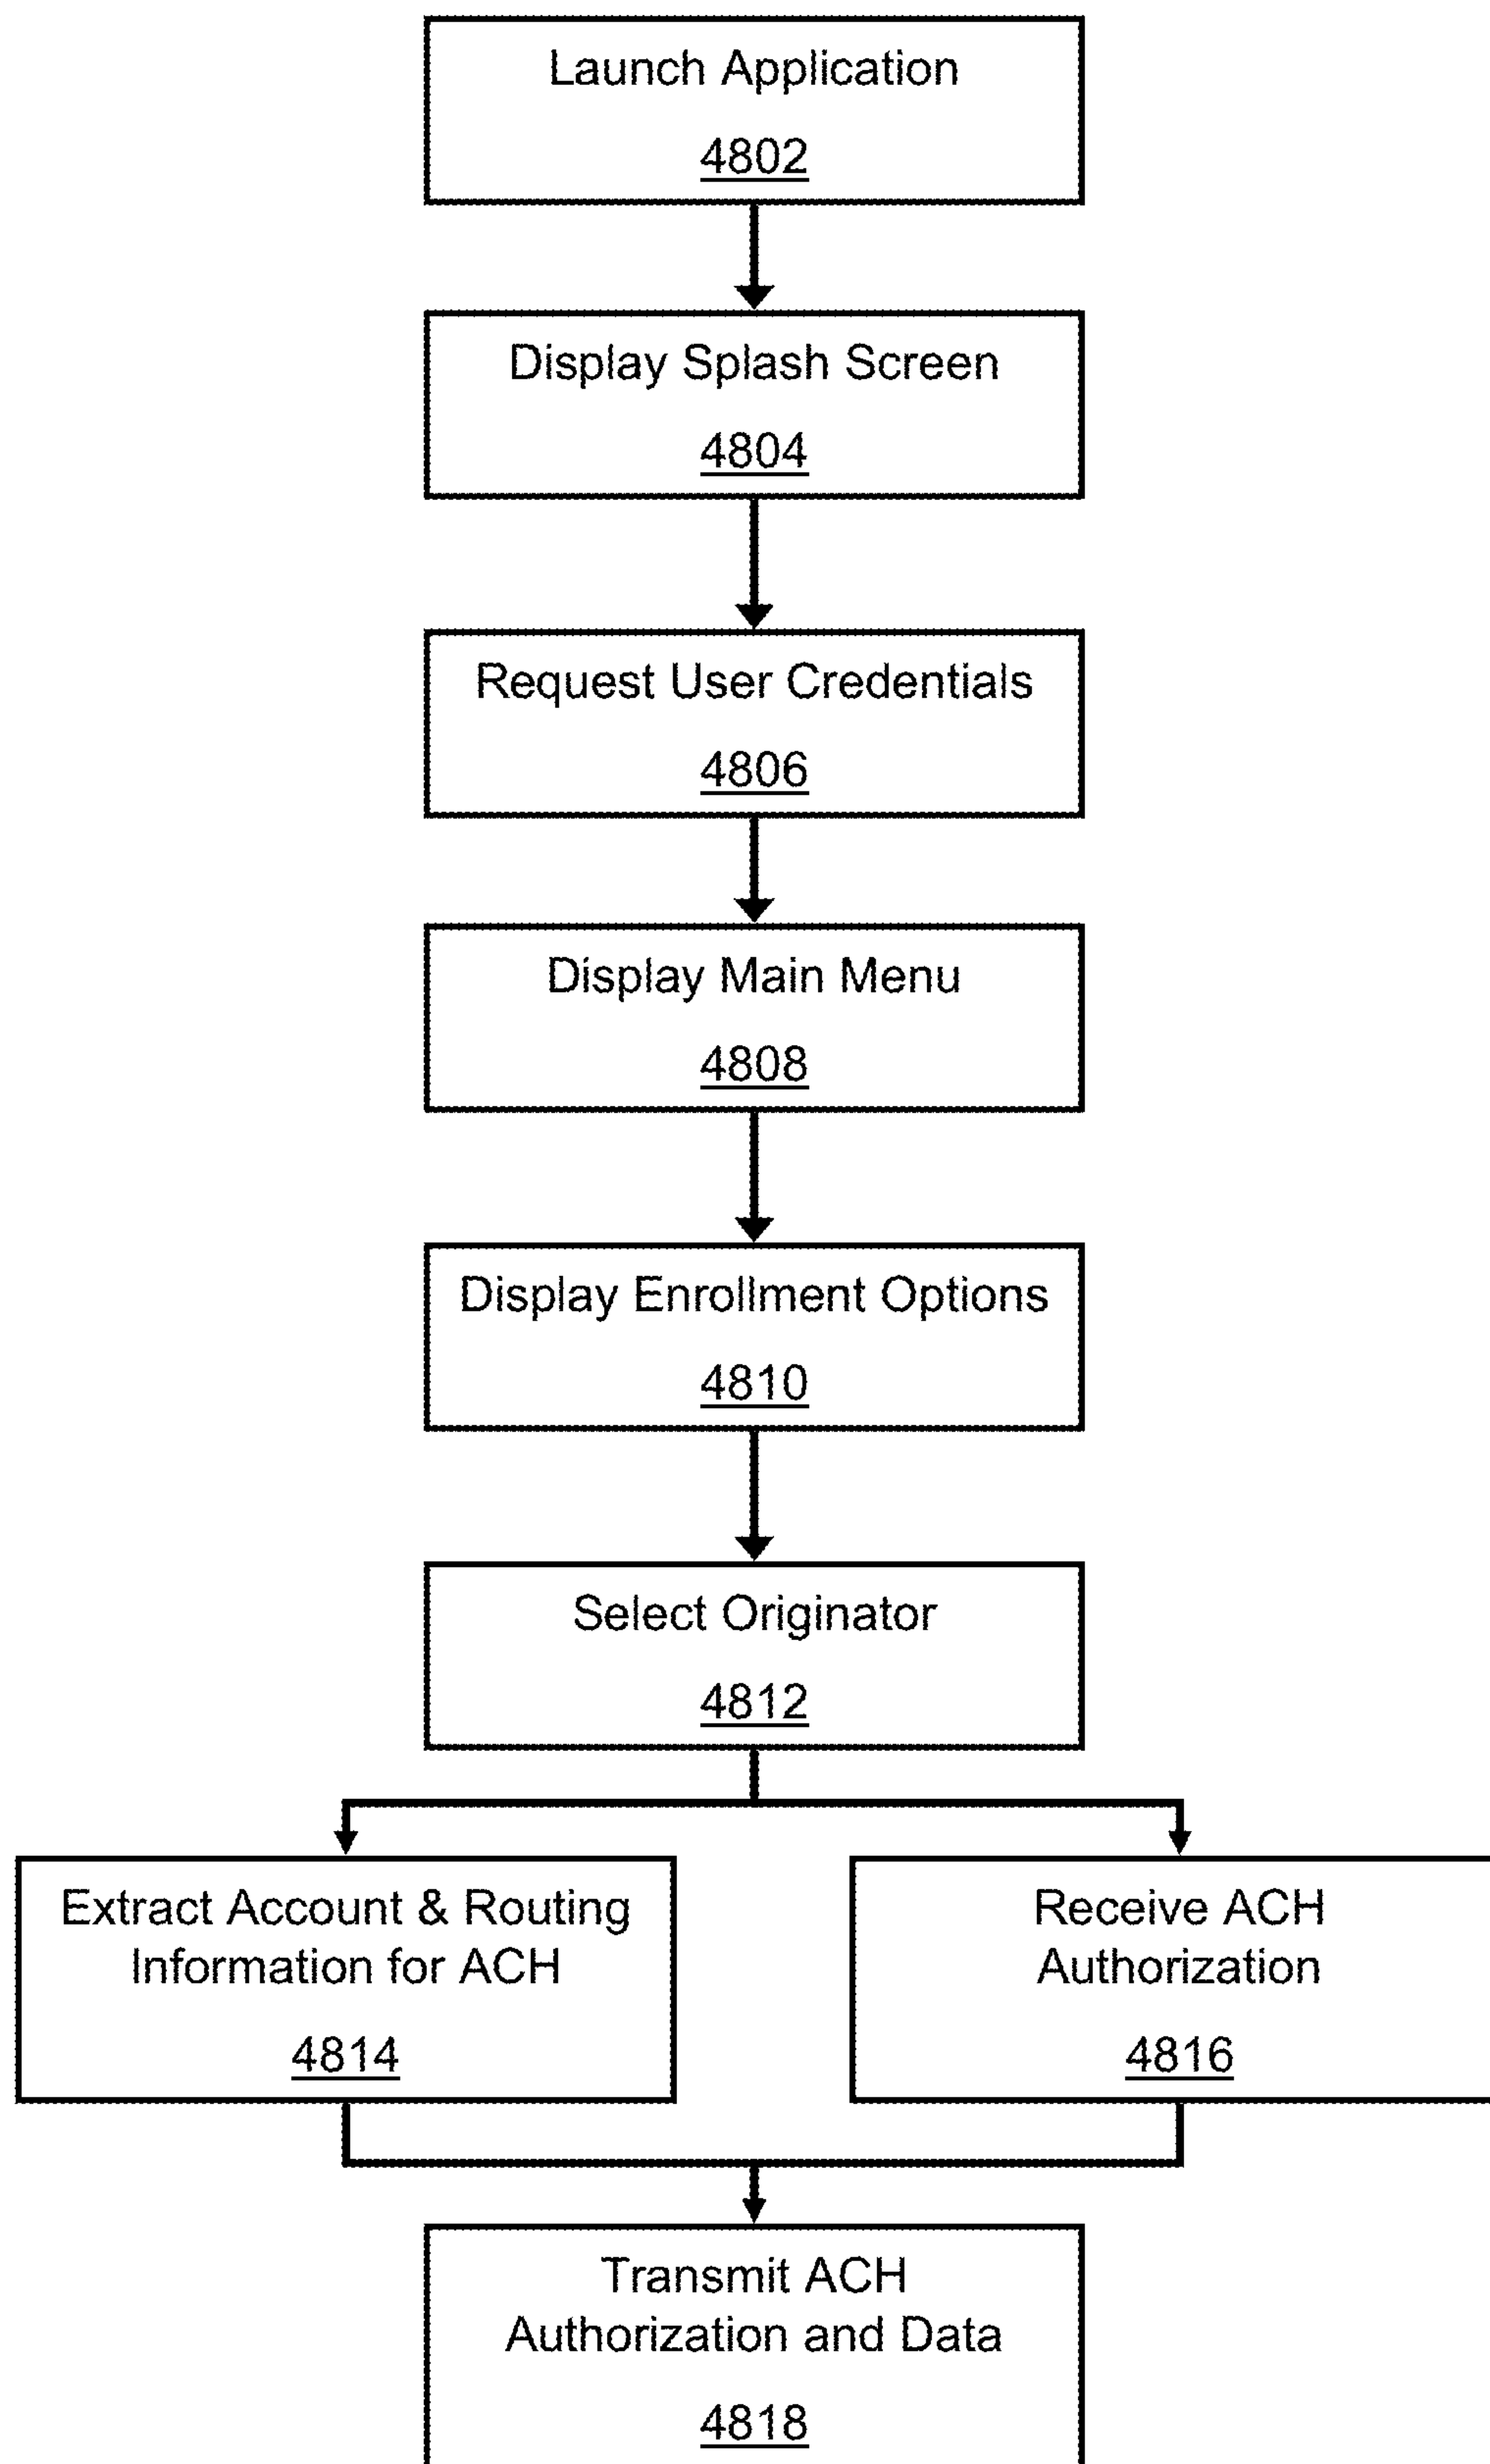 Launch Application
4802
Display Splash Screen
4804
Request User Credentials
4806
Display Main Menu
4808
Display Enrollment Options
4810
Select Originator
4812
Extract Account & Routing
Information for ACH
4814
Receive ACH
Authorization
4816
Transmit ACH
Authorization and Data
4818